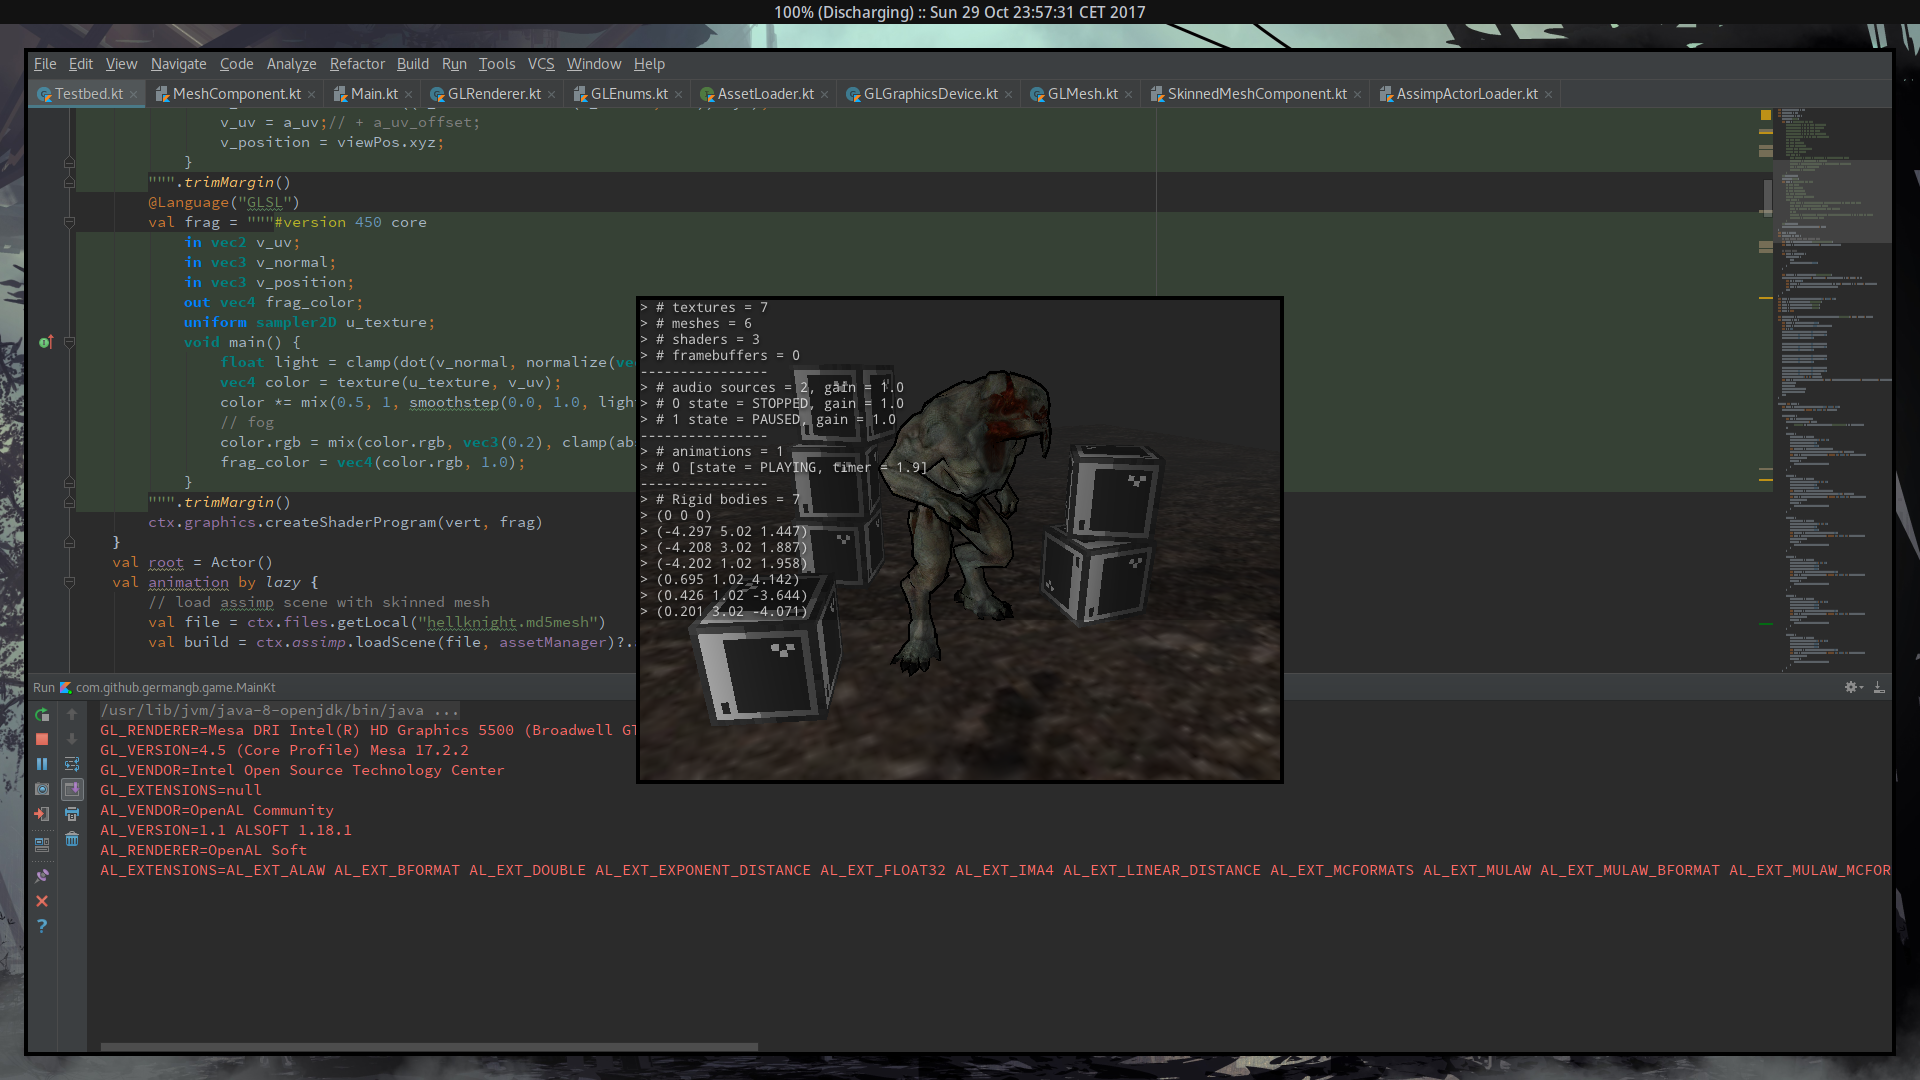 100% (Discharging) :: Sun 29 Oct 23:57:31 CET 2017
File Edit View Navigate Code Analyze Refactor Build Run Tools VCS Window Help
Testbed.kt MeshComponent.kt Main.kt GLRenderer.kt GLEnums.kt AssetLoader.kt GLGraphicsDevice.kt GLMesh.kt SkinnedMeshComponent.kt AssimpActorLoader.kt
v_uv = a_uv;// + a_uv_offset;
v_position = viewPos.xyz;
}
""".trimMargin()
@Language("GLSL")
val frag = """#version 450 core
in vec2 v_uv;
in vec3 v_normal;
in vec3 v_position;
out vec4 frag_color;
uniform sampler2D u_texture;
void main() {
float light = clamp(dot(v_normal, normalize(vec
vec4 color = texture(u_texture, v_uv);
color *= mix(0.5, 1, smoothstep(0.0, 1.0, ligh
// fog
color.rgb = mix(color.rgb, vec3(0.2), clamp(ab
frag_color = vec4(color.rgb, 1.0);
}
""".trimMargin()
ctx.graphics.createShaderProgram(vert, frag)
}
val root = Actor()
val animation by lazy {
// load assimp scene with skinned mesh
val file = ctx.files.getLocal("hellknight.md5mesh")
val build = ctx.assimp.loadScene(file, assetManager)?.
> # textures = 7
> # meshes = 6
> # shaders = 3
> # framebuffers = 0
----------------
> # audio sources = 2, gain = 1.0
> # 0 state = STOPPED, gain = 1.0
> # 1 state = PAUSED, gain = 1.0
----------------
> # animations = 1
> # 0 [state = PLAYING, timer = 1.9]
----------------
> # Rigid bodies = 7
> (0 0 0)
> (-4.297 5.02 1.447)
> (-4.208 3.02 1.887)
> (-4.202 1.02 1.958)
> (0.695 1.02 4.142)
> (0.426 1.02 -3.644)
> (0.201 3.02 -4.071)
Run com.github.germangb.game.MainKt
/usr/lib/jvm/java-8-openjdk/bin/java ...
GL_RENDERER=Mesa DRI Intel(R) HD Graphics 5500 (Broadwell GT
GL_VERSION=4.5 (Core Profile) Mesa 17.2.2
GL_VENDOR=Intel Open Source Technology Center
GL_EXTENSIONS=null
AL_VENDOR=OpenAL Community
AL_VERSION=1.1 ALSOFT 1.18.1
AL_RENDERER=OpenAL Soft
AL_EXTENSIONS=AL_EXT_ALAW AL_EXT_BFORMAT AL_EXT_DOUBLE AL_EXT_EXPONENT_DISTANCE AL_EXT_FLOAT32 AL_EXT_IMA4 AL_EXT_LINEAR_DISTANCE AL_EXT_MCFORMATS AL_EXT_MULAW AL_EXT_MULAW_BFORMAT AL_EXT_MULAW_MCFOR